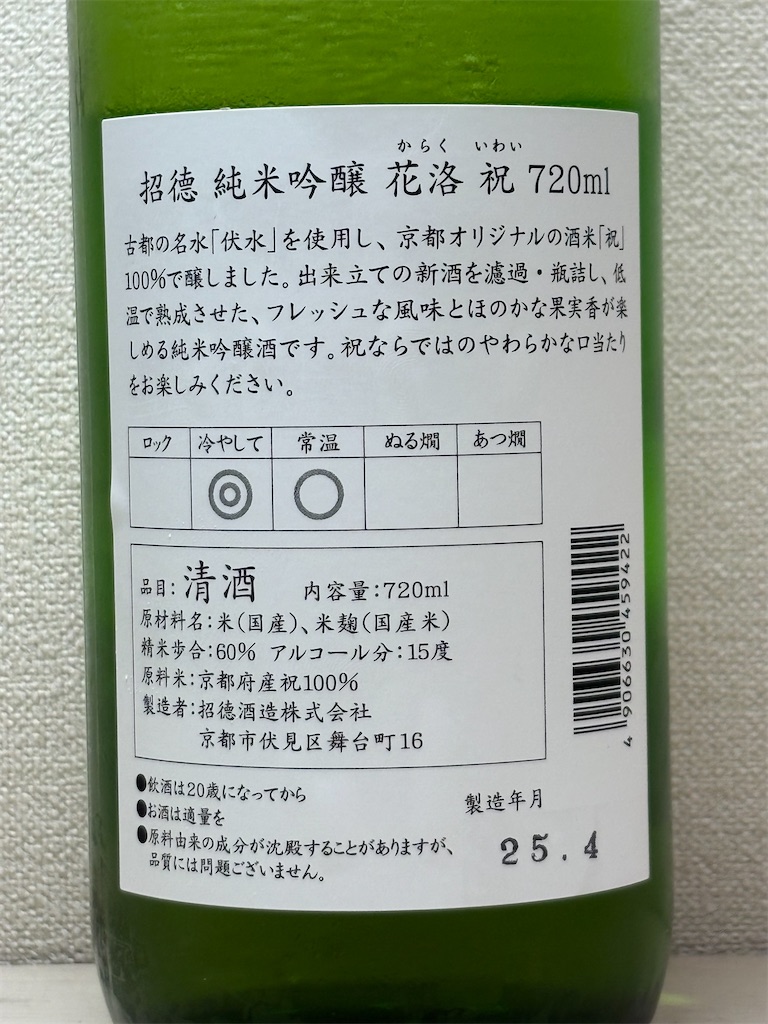 からく いわい
招德 純米吟醸 花洛 祝 720ml
古都の名水「伏水」を使用し、京都オリジナルの酒米「祝」
100%で醸しました。出来立ての新酒を濾過・瓶詰し、低
温で熟成させた、フレッシュな風味とほのかな果実香が楽
しめる純米吟醸酒です。祝ならではのやわらかな口当たり
をお楽しみください。
ロック 冷やして 常温 ぬる燗 あつ燗
◎ ○
品目：清酒 内容量：720ml
原材料名：米（国産）、米麹（国産米）
精米歩合：60% アルコール分：15度
原料米：京都府産祝100%
製造者：招德酒造株式会社
京都市伏見区舞台町16
4 906630 459422
●飲酒は20歳になってから
●お酒は適量を
●原料由来の成分が沈殿することがありますが、
品質には問題ございません。
製造年月
25.4